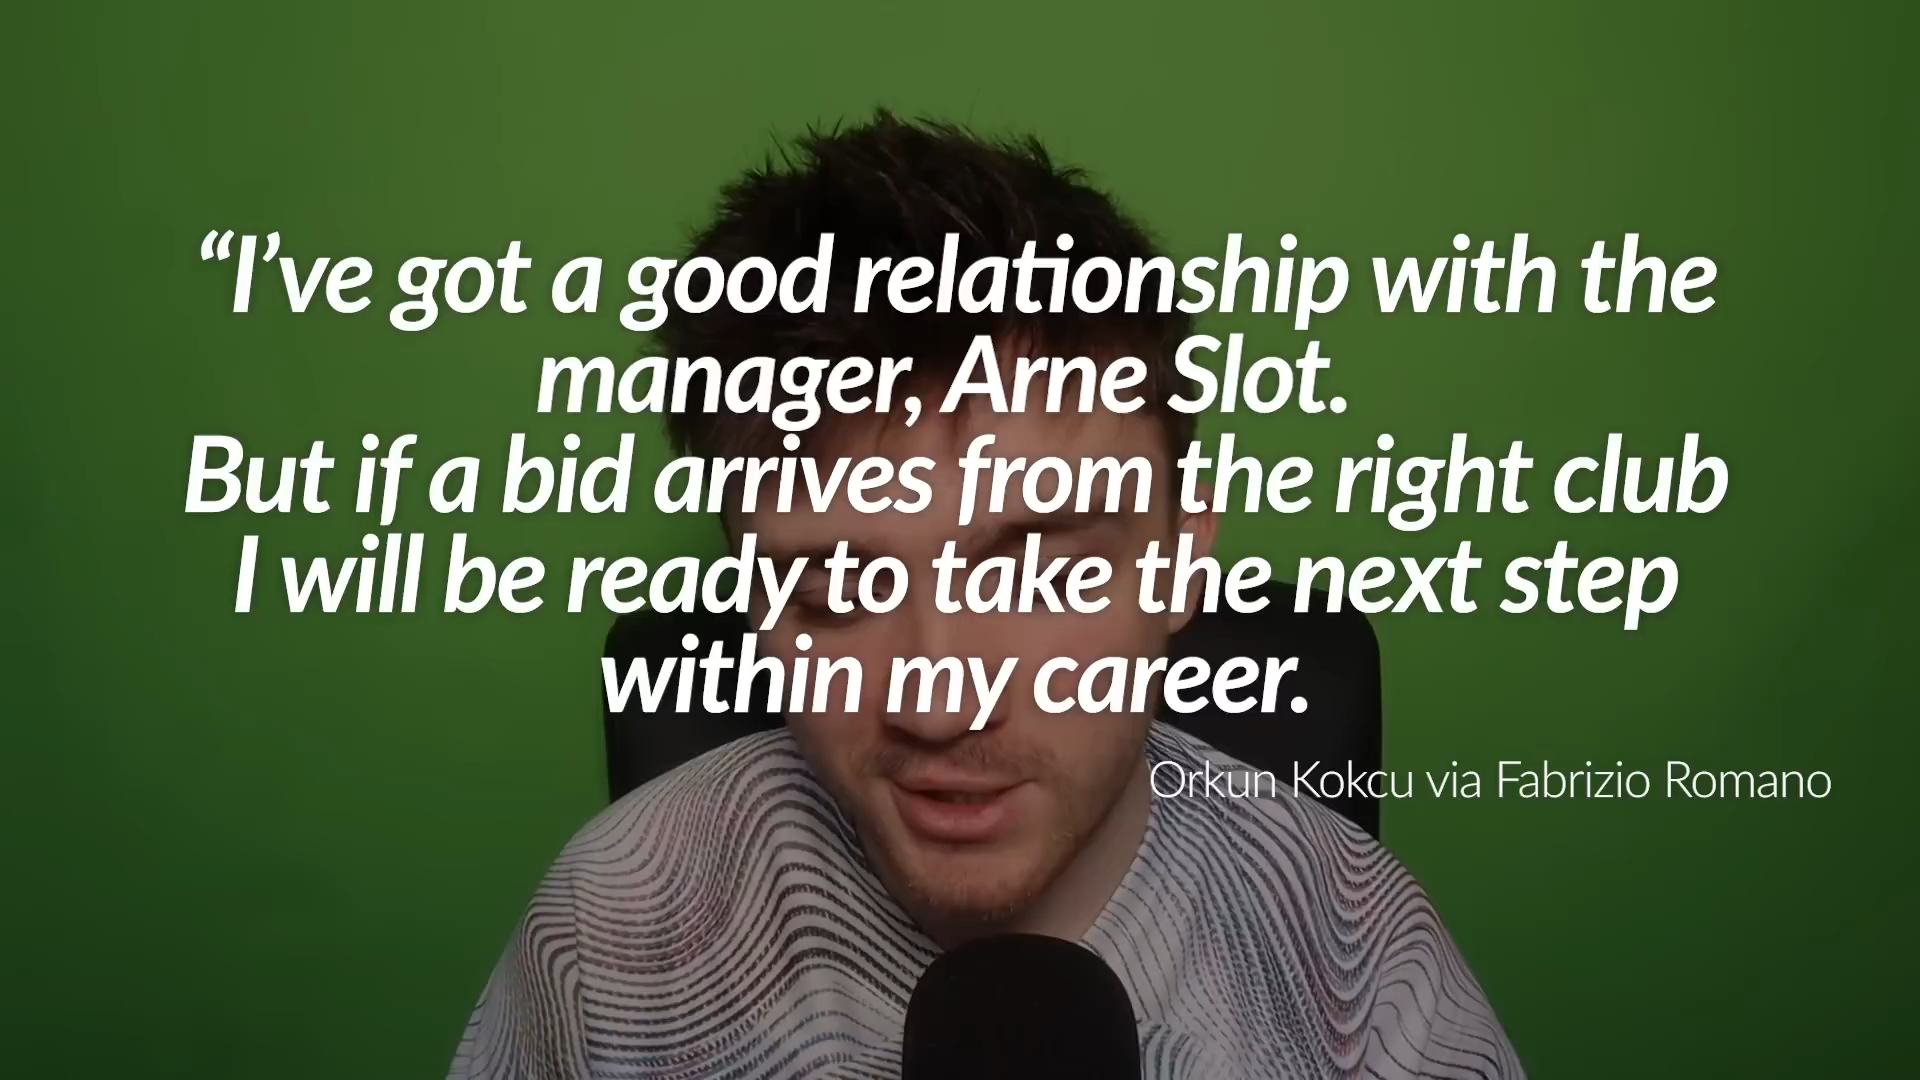 “I’ve got a good relationship with the
manager, Arne Slot.
But if a bid arrives from the right club
I will be ready to take the next step
within my career.
Orkun Kokcu via Fabrizio Romano